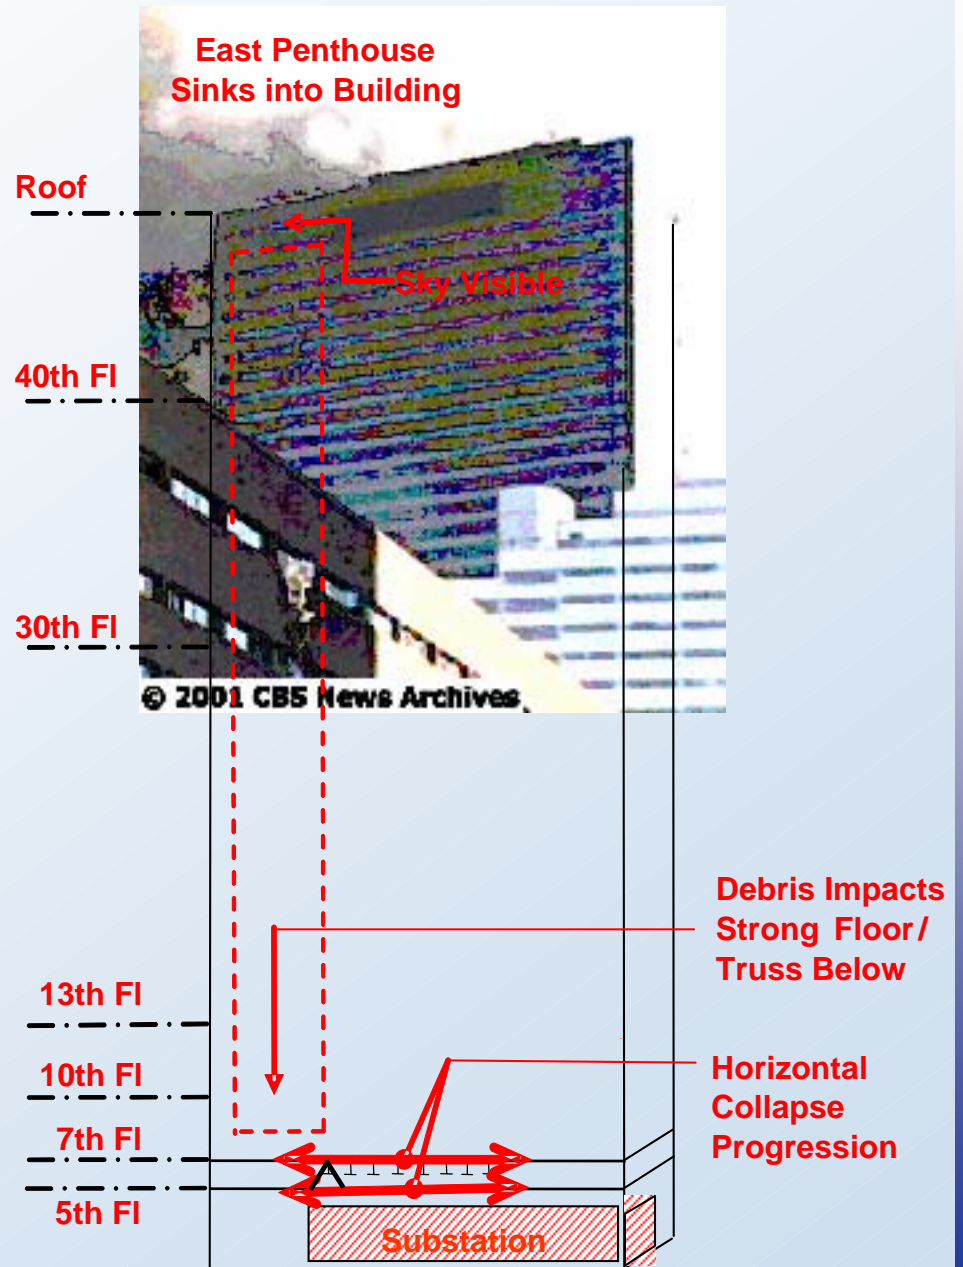 East Penthouse
Sinks into Building
Roof
Sky Visible
40th Fl
30th Fl
© 2001 CBS News Archives
Debris Impacts
Strong Floor/
Truss Below
13th Fl
10th Fl
Horizontal
Collapse
Progression
7th Fl
5th Fl
Substation